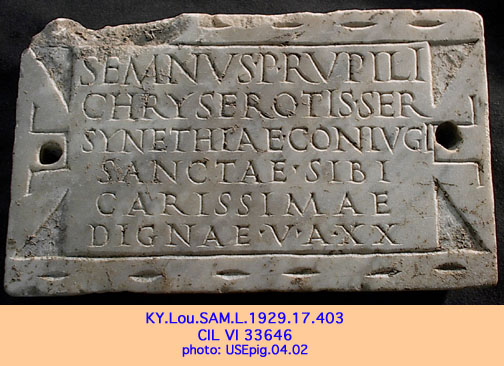 SEMNVS·P·RVPILI
CHRYSEROTIS·SER
SYNETHIAE·CONIVGI
SANCTAE·SIBI
CARISSIMAE
DIGNAE·V·A·XX
KY.Lou.SAM.L.1929.17.403
CIL VI 33646
photo: USEpig.04.02